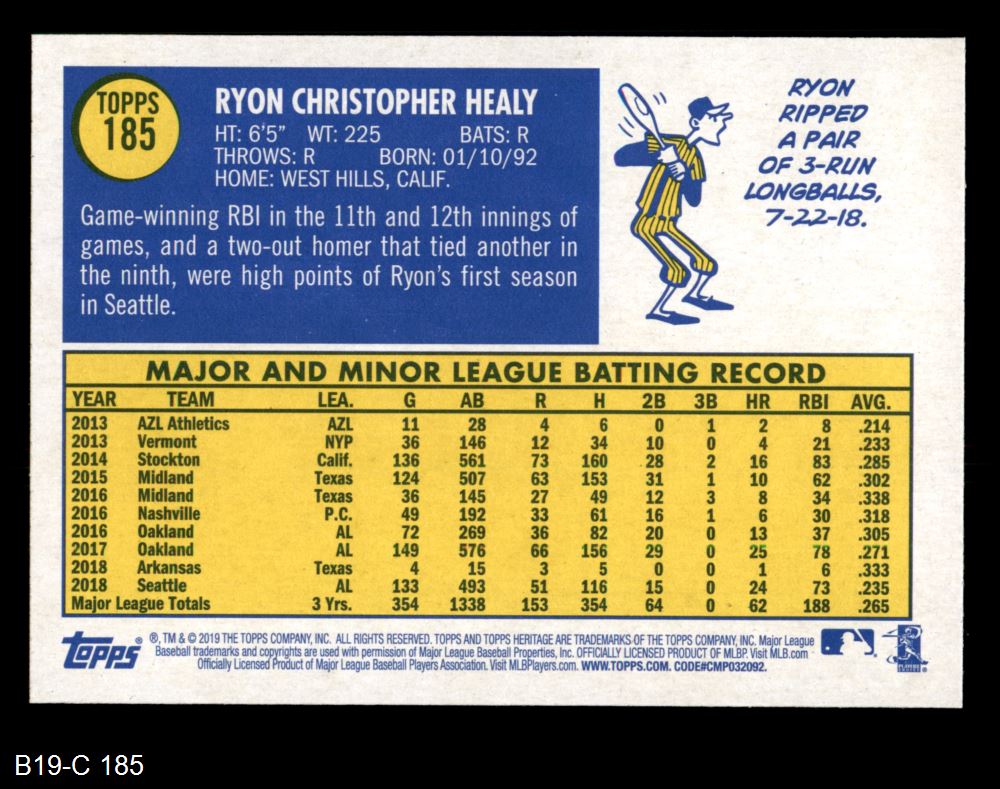 TOPPS
185
RYON CHRISTOPHER HEALY
HT: 6'5" WT: 225 BATS: R
THROWS: R BORN: 01/10/92
HOME: WEST HILLS, CALIF.
Game-winning RBI in the 11th and 12th innings of
games, and a two-out homer that tied another in
the ninth, were high points of Ryon's first season
in Seattle.
RYON
RIPPED
A PAIR
OF 3-RUN
LONGBALLS,
7-22-18.
MAJOR AND MINOR LEAGUE BATTING RECORD
YEAR TEAM LEA. G AB R H 2B 3B HR RBI AVG.
2013 AZL Athletics AZL 11 28 4 6 0 1 2 8 .214
2013 Vermont NYP 36 146 12 34 10 0 4 21 .233
2014 Stockton Calif. 136 561 73 160 28 2 16 83 .285
2015 Midland Texas 124 507 63 153 31 1 10 62 .302
2016 Midland Texas 36 145 27 49 12 3 8 34 .338
2016 Nashville P.C. 49 192 33 61 16 1 6 30 .318
2016 Oakland AL 72 269 36 82 20 0 13 37 .305
2017 Oakland AL 149 576 66 156 29 0 25 78 .271
2018 Arkansas Texas 4 15 3 5 0 0 1 6 .333
2018 Seattle AL 133 493 51 116 15 0 24 73 .235
Major League Totals 3 Yrs. 354 1338 153 354 64 0 62 188 .265
Topps ® ®, TM & © 2019 THE TOPPS COMPANY, INC. ALL RIGHTS RESERVED. TOPPS AND TOPPS HERITAGE ARE TRADEMARKS OF THE TOPPS COMPANY, INC. Major League
Baseball trademarks and copyrights are used with permission of Major League Baseball Properties, Inc. OFFICIALLY LICENSED PRODUCT OF MLBP. Visit MLB.com
Officially Licensed Product of Major League Baseball Players Association. Visit MLBPlayers.com. WWW.TOPPS.COM. CODE#CMP032092.
B19-C 185